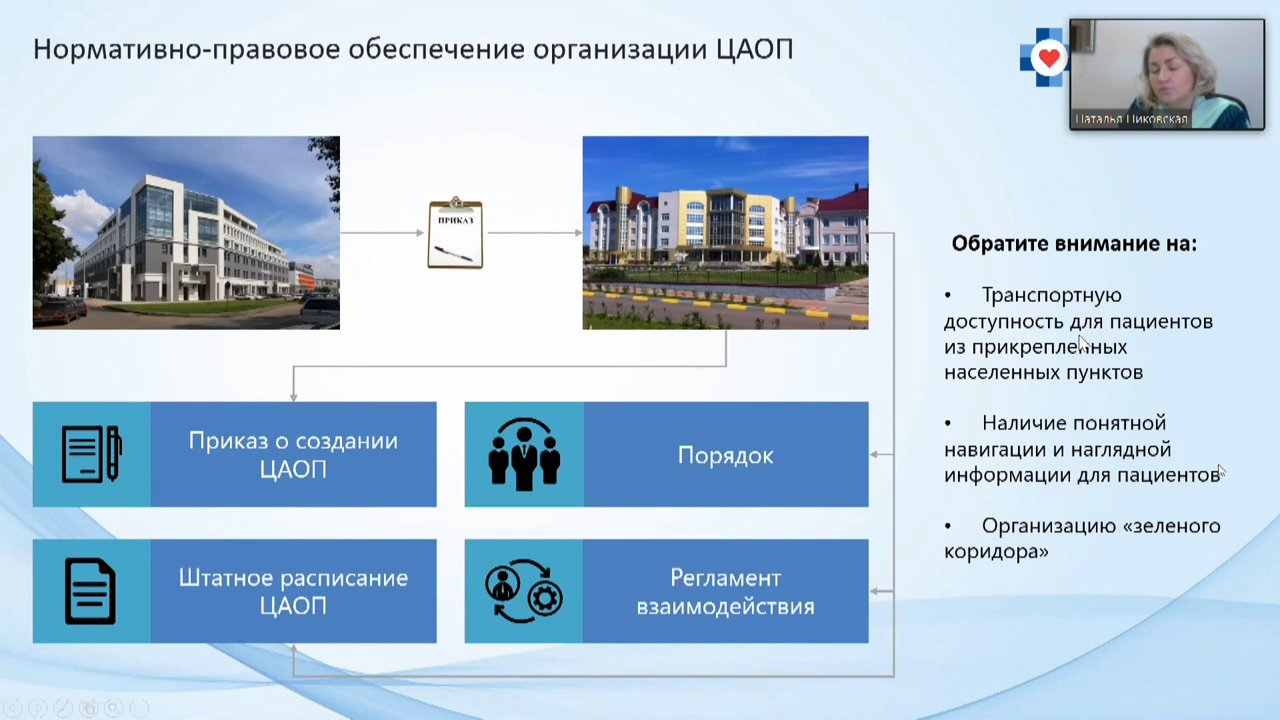 Нормативно-правовое обеспечение организации ЦАОП
Наталья Пиковская
ПРИКАЗ
Обратите внимание на:
• Транспортную
доступность для пациентов
из прикрепленных
населенных пунктов
• Наличие понятной
навигации и наглядной
информации для пациентов
• Организацию «зеленого
коридора»
Приказ о создании
ЦАОП
Порядок
Штатное расписание
ЦАОП
Регламент
взаимодействия